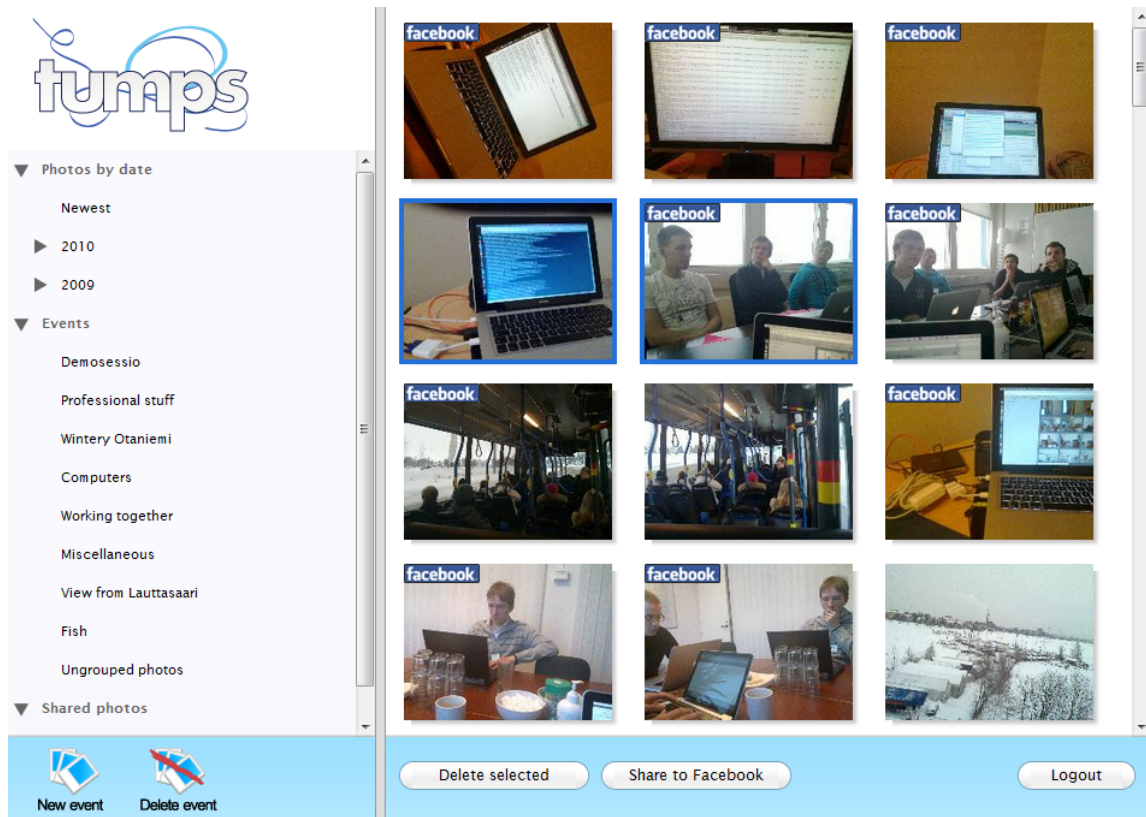 tumps
Photos by date
Newest
2010
2009
Events
Demosessio
Professional stuff
Wintery Otaniemi
Computers
Working together
Miscellaneous
View from Lauttasaari
Fish
Ungrouped photos
Shared photos
New event
Delete event
facebook
facebook
facebook
facebook
facebook
facebook
facebook
facebook
facebook
facebook
Delete selected
Share to Facebook
Logout